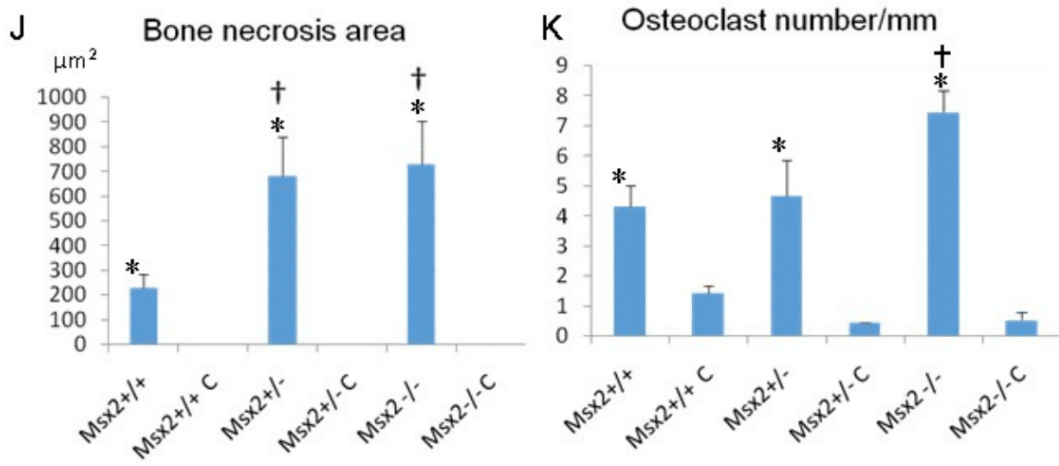 J
Bone necrosis area
μm²
1000
900
800
700
600
500
400
300
200
100
0
*
†
*
†
*
Msx2+/+
Msx2+/+ C
Msx2+/-
Msx2+/- C
Msx2-/-
Msx2-/- C
K
Osteoclast number/mm
9
8
7
6
5
4
3
2
1
0
*
*
†
*
Msx2+/+
Msx2+/+ C
Msx2+/-
Msx2+/- C
Msx2-/-
Msx2-/- C